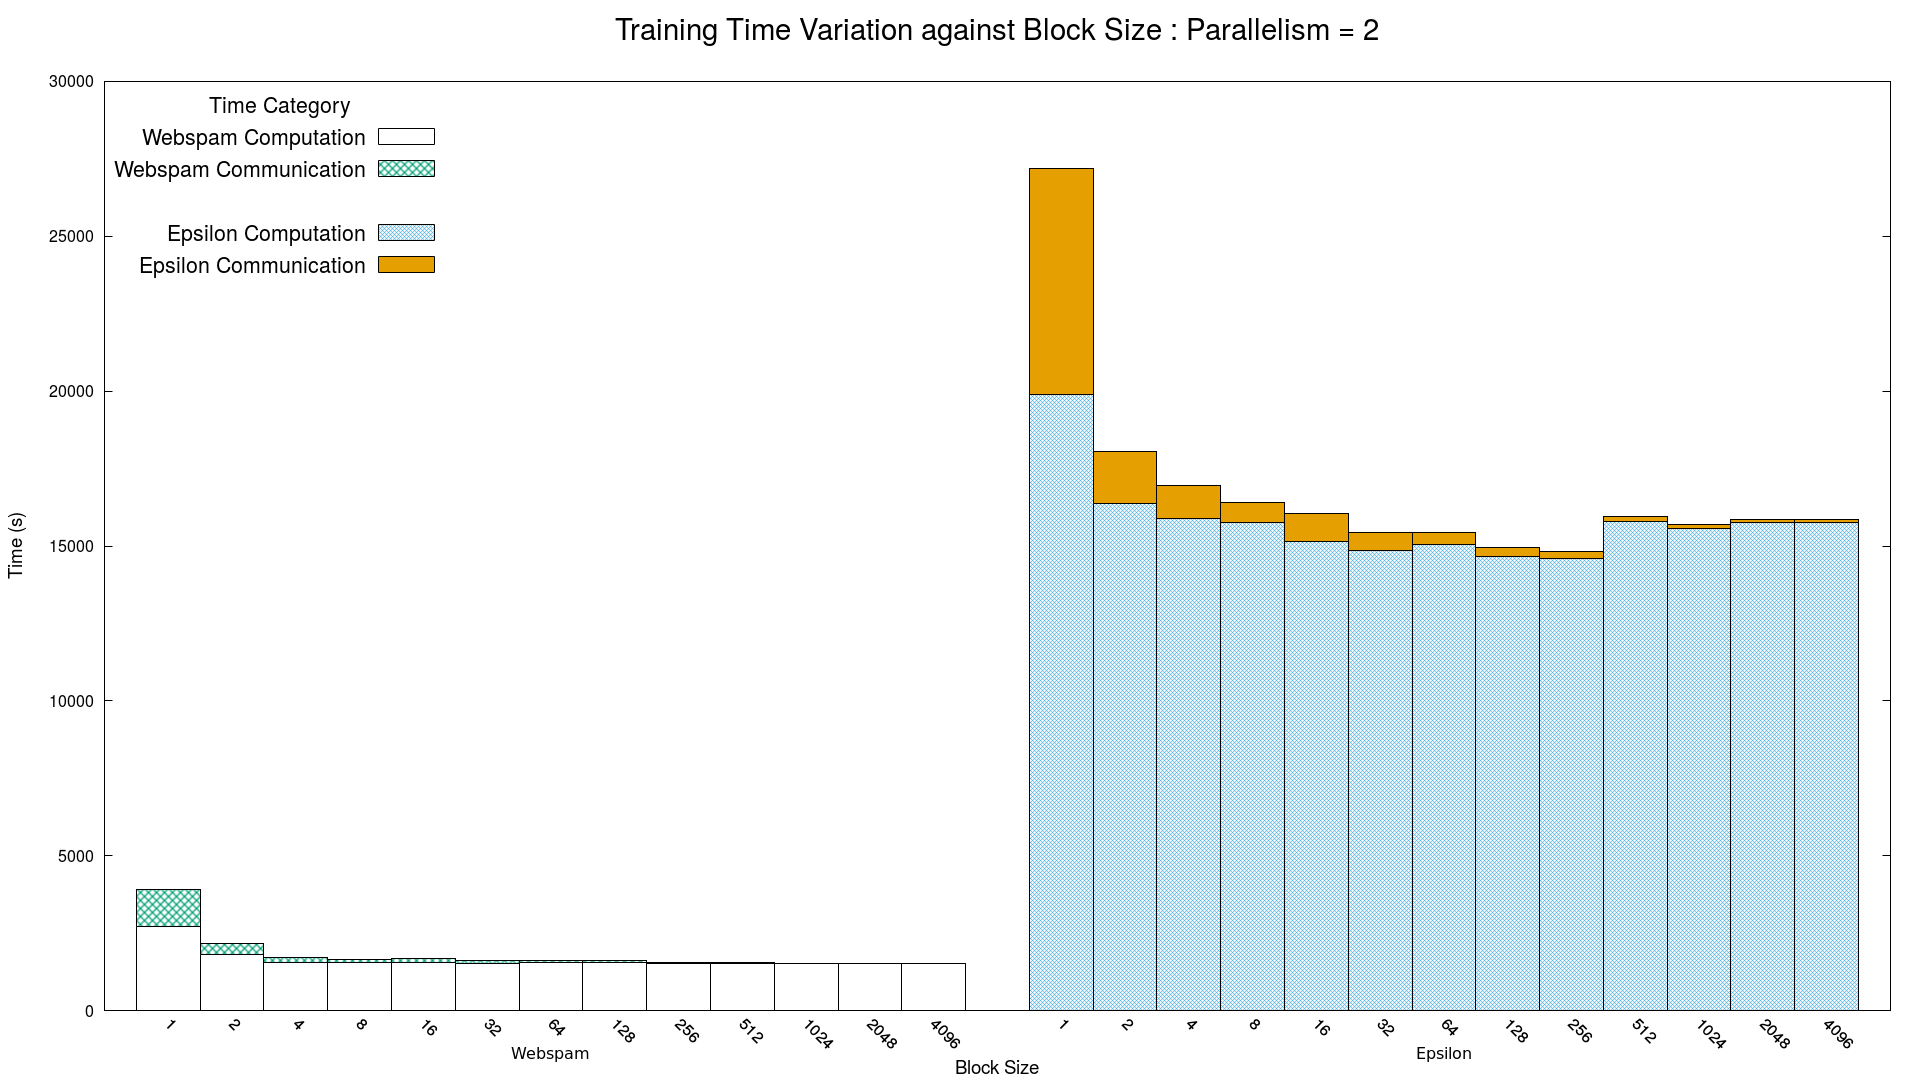 Training Time Variation against Block Size : Parallelism = 2
30000
25000
20000
15000
10000
5000
0
Time (s)
Time Category
Webspam Computation
Webspam Communication
Epsilon Computation
Epsilon Communication
1 2 4 8 16 32 64 128 256 512 1024 2048 4096 1 2 4 8 16 32 64 128 256 512 1024 2048 4096
Webspam Epsilon
Block Size